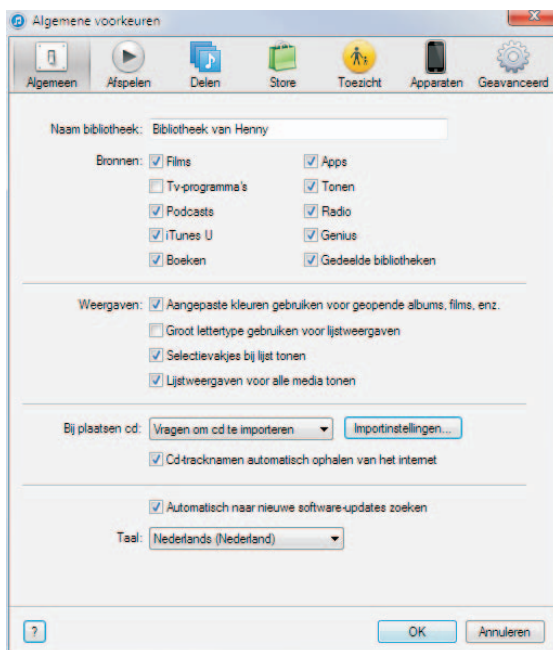 Algemene voorkeuren
Algemeen Afspelen Delen Store Toezicht Apparaten Geavanceerd
Naam bibliotheek: Bibliotheek van Henny
Bronnen: Films Apps
Tv-programma's Tonen
Podcasts Radio
iTunes U Genius
Boeken Gedeelde bibliotheken
Weergaven: Aangepaste kleuren gebruiken voor geopende albums, films, enz.
Groot lettertype gebruiken voor lijstweergaven
Selectievakjes bij lijst tonen
Lijstweergaven voor alle media tonen
Bij plaatsen cd: Vragen om cd te importeren Importinstellingen...
Cd-tracknamen automatisch ophalen van het internet
Automatisch naar nieuwe software-updates zoeken
Taal: Nederlands (Nederland)
? OK Annuleren